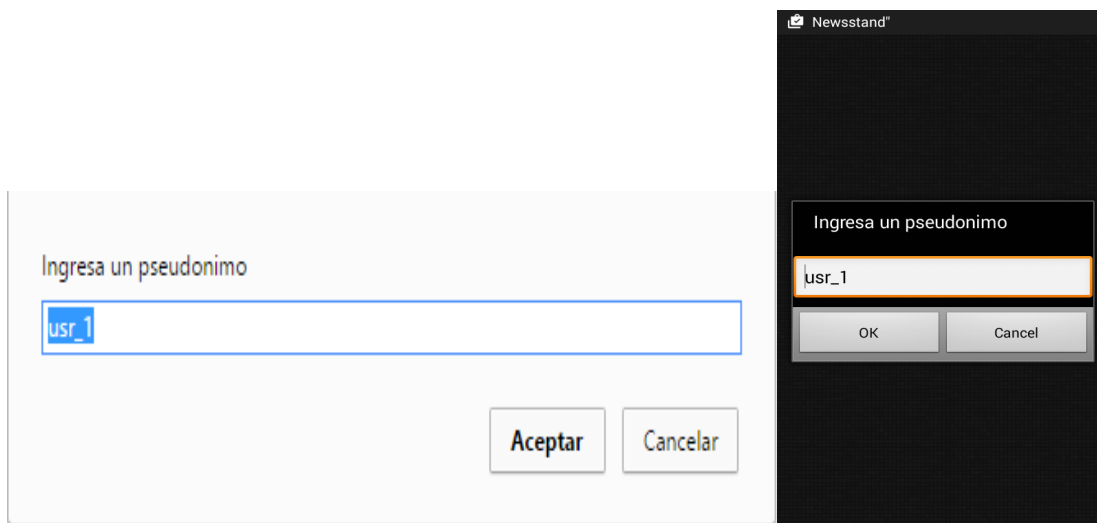 Ingresa un pseudonimo
usr_1
Aceptar
Cancelar
Newsstand"
Ingresa un pseudonimo
usr_1
OK
Cancel